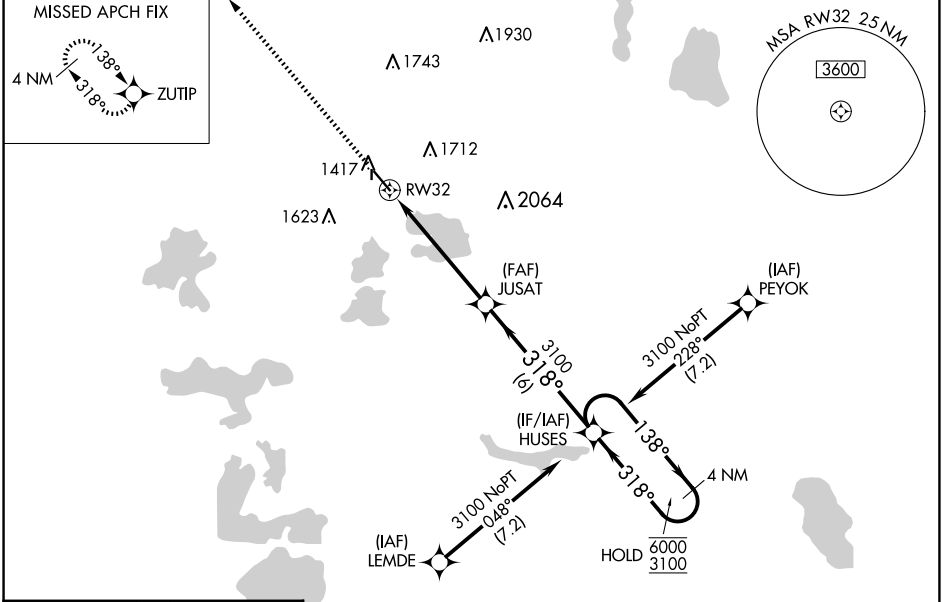 MISSED APCH FIX
4 NM
138°
318°
ZUTIP
1930
1743
1712
1417
RW32
1623
2064
MSA RW32 25 NM
3600
(FAF)
JUSAT
(IAF)
PEYOK
3100 NoPT
228°
(7.2)
3100
318°
(6)
(IF/IAF)
HUSES
138°
318°
4 NM
3100 NoPT
048°
(7.2)
(IAF)
LEMDE
HOLD
6000
3100